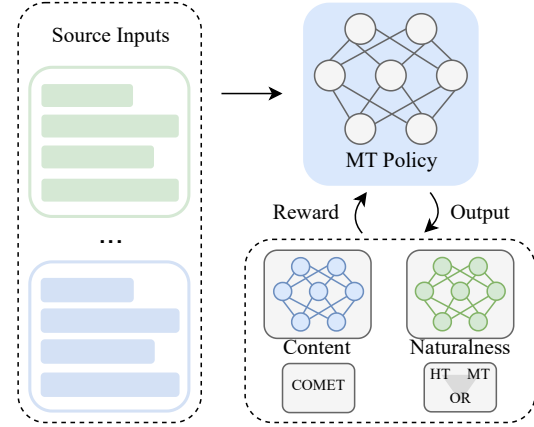 Source Inputs
...
MT Policy
Reward
Output
Content
Naturalness
COMET
HT MT
OR